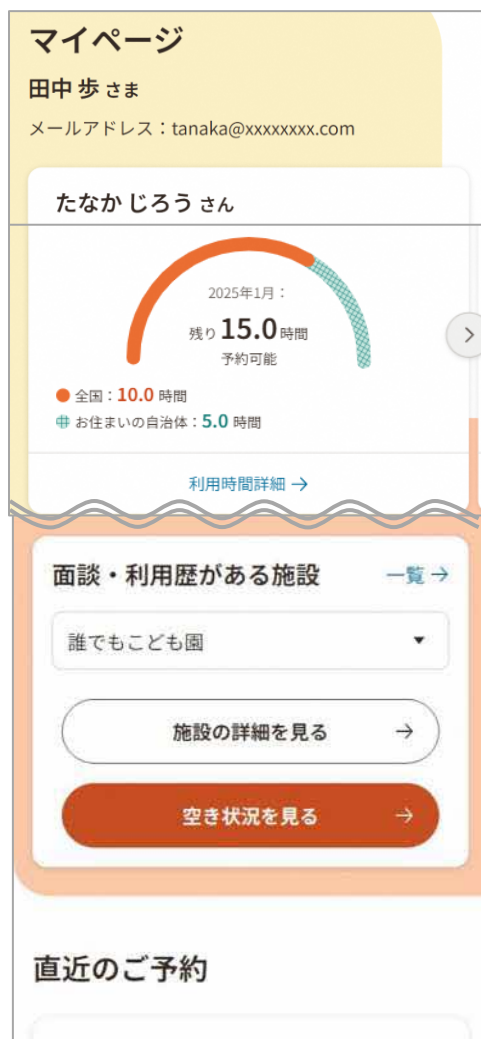 マイページ
田中 歩 さま
メールアドレス：tanaka@xxxxxxxx.com
たなか じろう さん
2025年1月：
残り 15.0 時間
予約可能
全国：10.0 時間
お住まいの自治体：5.0 時間
利用時間詳細 →
面談・利用歴がある施設 一覧 →
誰でもこども園
施設の詳細を見る →
空き状況を見る →
直近のご予約